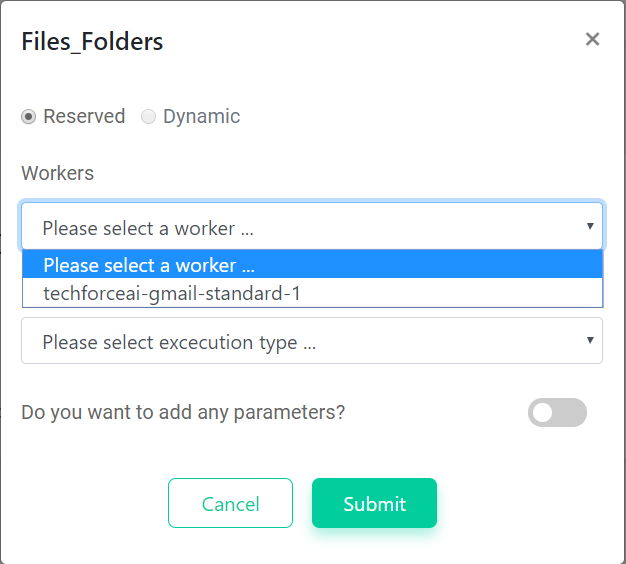 Files_Folders
Reserved Dynamic
Workers
Please select a worker ...
Please select a worker ...
techforceai-gmail-standard-1
Please select excecution type ...
Do you want to add any parameters?
Cancel Submit